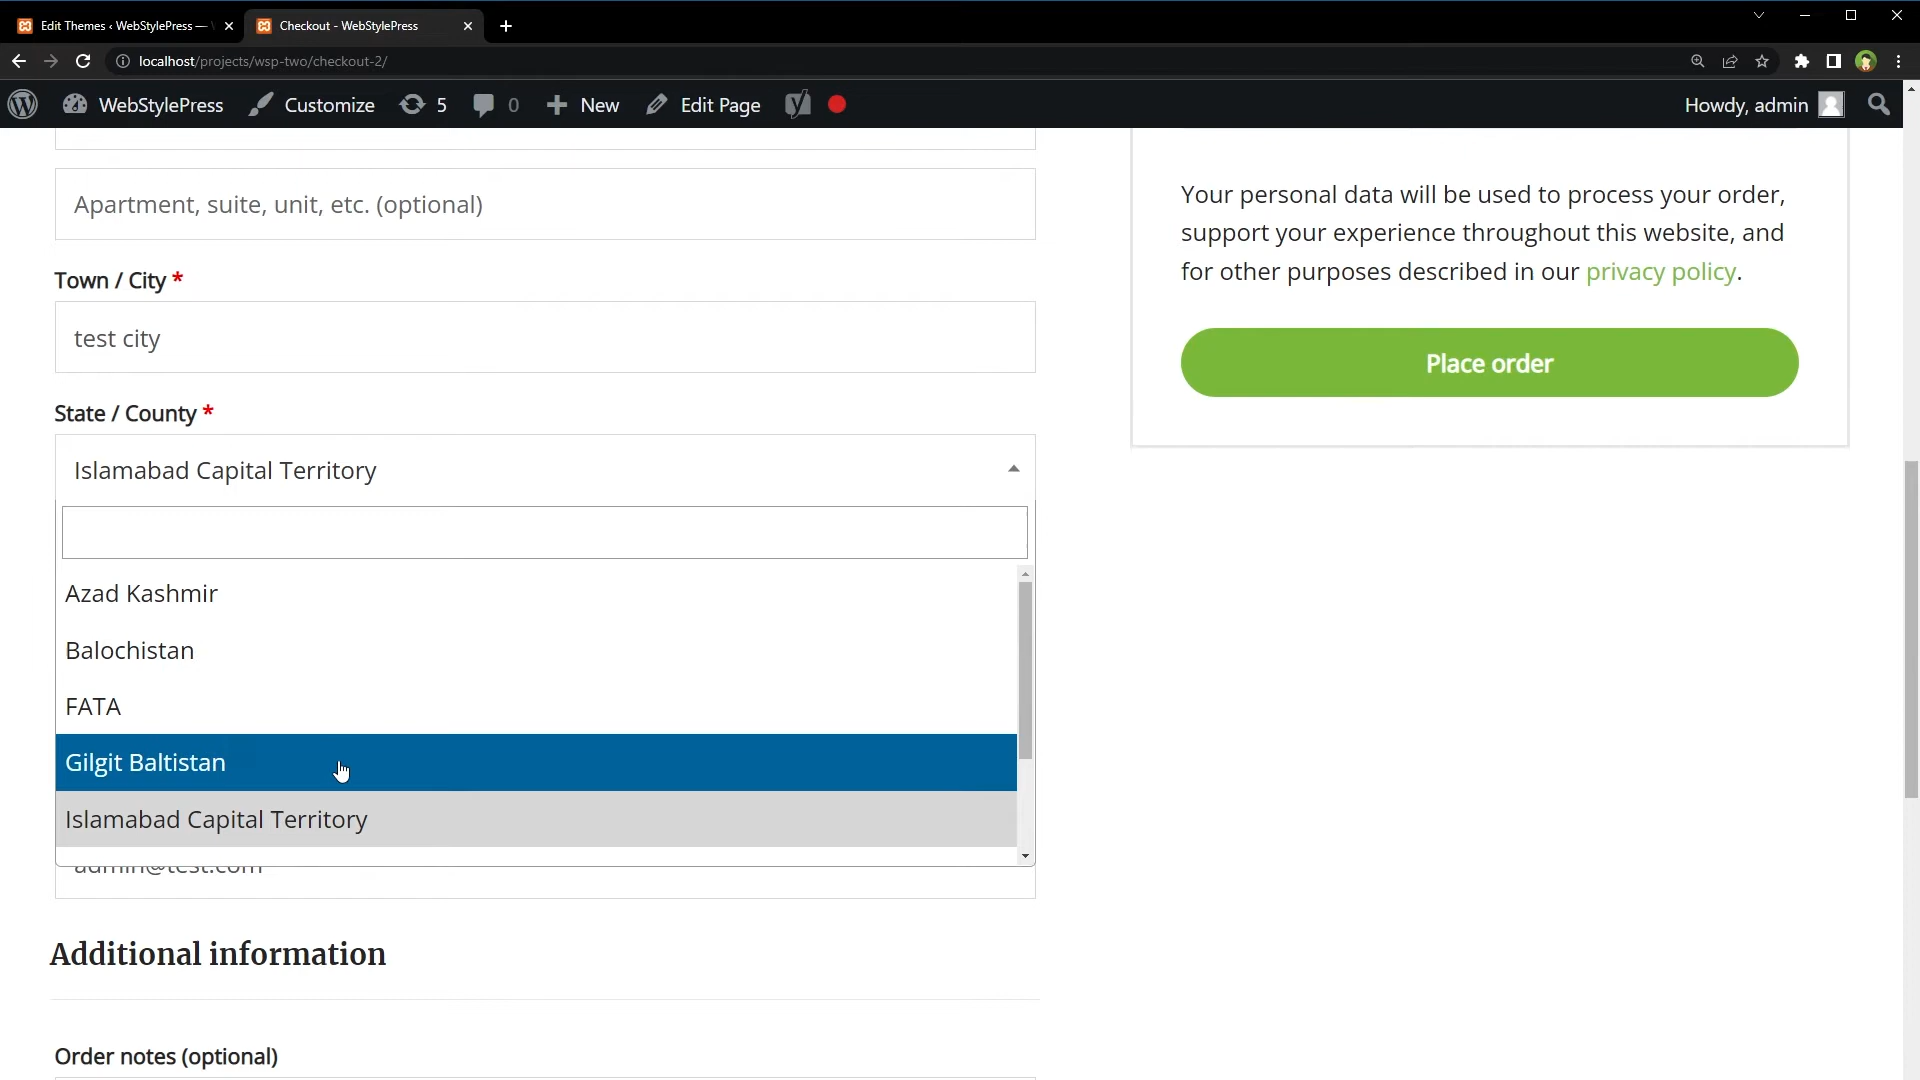 Edit Themes ‹ WebStylePress —
Checkout - WebStylePress
localhost/projects/wsp-two/checkout-2/
WebStylePress
Customize
5
0
New
Edit Page
Howdy, admin
Apartment, suite, unit, etc. (optional)
Town / City *
test city
State / County *
Islamabad Capital Territory
Azad Kashmir
Balochistan
FATA
Gilgit Baltistan
Islamabad Capital Territory
admin@test.com
Additional information
Order notes (optional)
Your personal data will be used to process your order,
support your experience throughout this website, and
for other purposes described in our privacy policy.
Place order